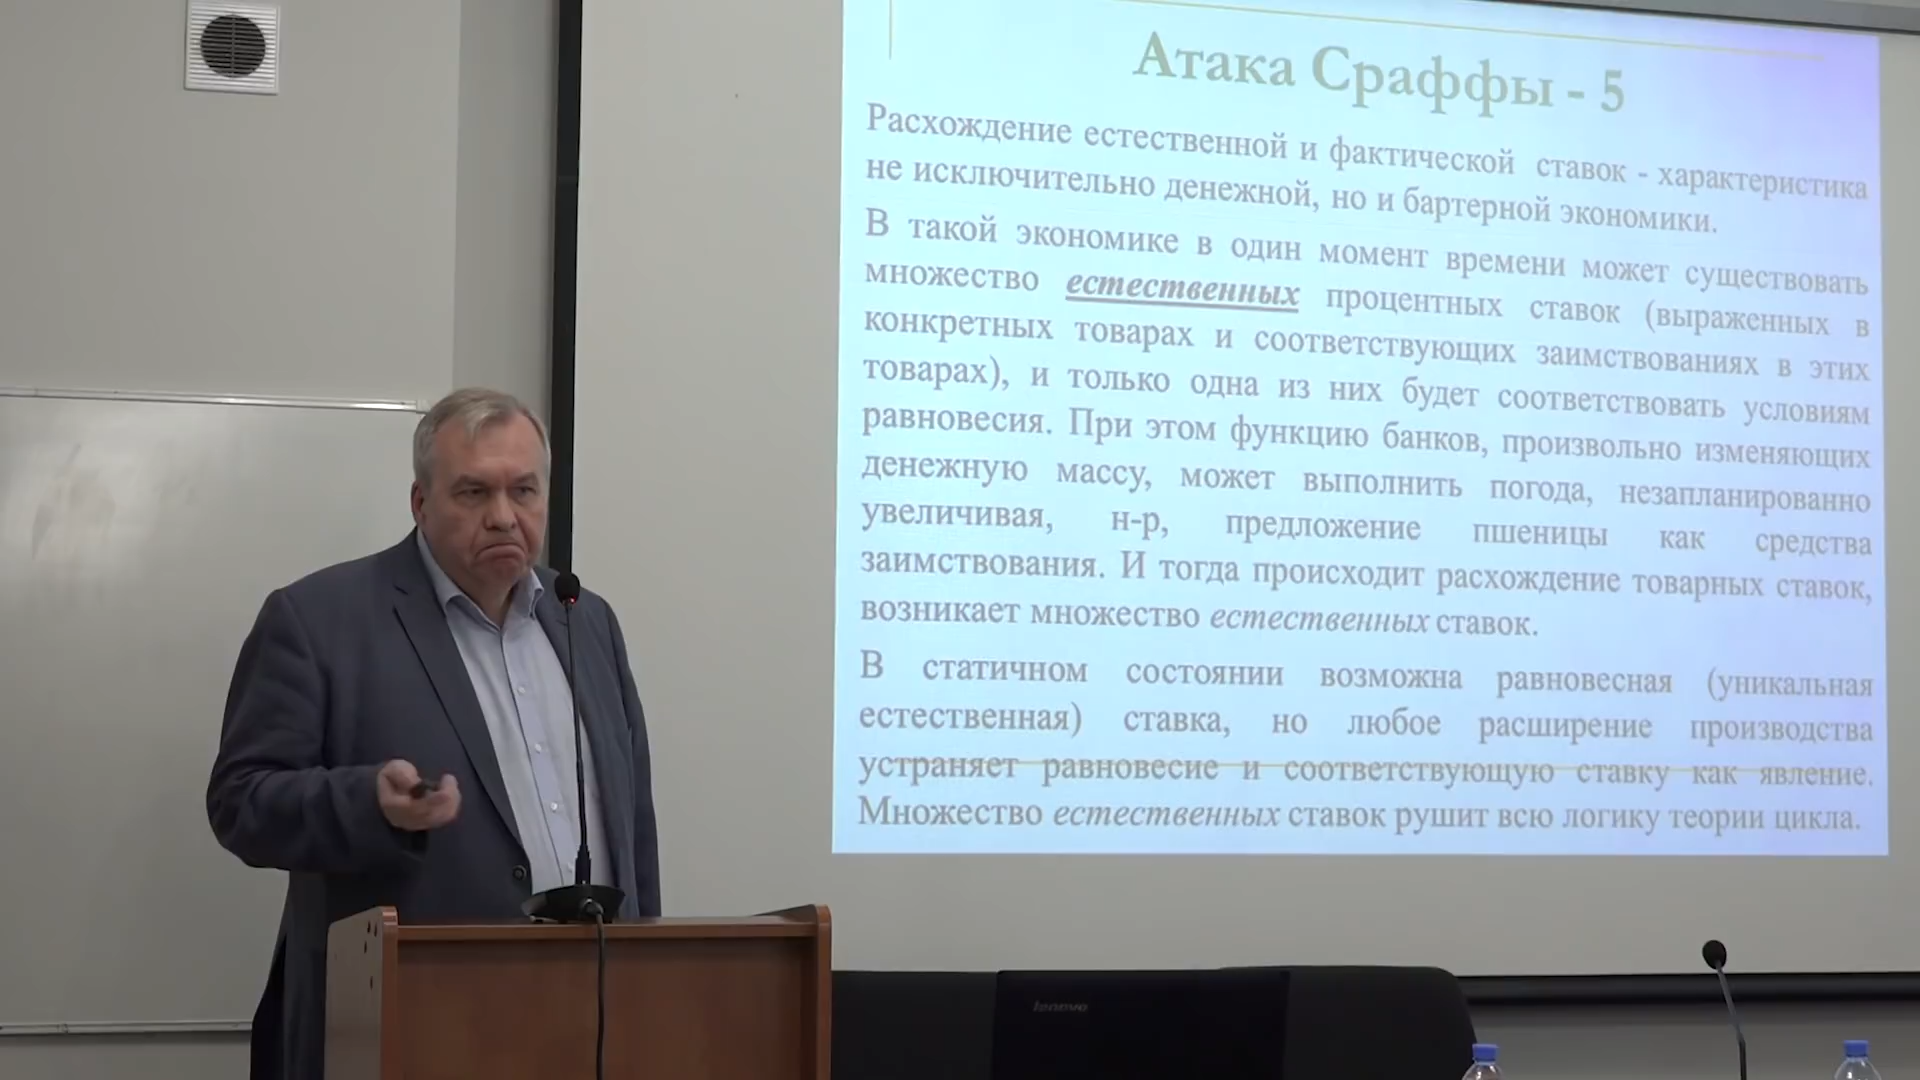 Атака Сраффы - 5
Расхождение естественной и фактической ставок - характеристика
не исключительно денежной, но и бартерной экономики.
В такой экономике в один момент времени может существовать
множество естественных процентных ставок (выраженных в
конкретных товарах и соответствующих заимствованиях в этих
товарах), и только одна из них будет соответствовать условиям
равновесия. При этом функцию банков, произвольно изменяющих
денежную массу, может выполнить погода, незапланированно
увеличивая, н-р, предложение пшеницы как средства
заимствования. И тогда происходит расхождение товарных ставок,
возникает множество естественных ставок.
В статичном состоянии возможна равновесная (уникальная
естественная) ставка, но любое расширение производства
устраняет равновесие и соответствующую ставку как явление.
Множество естественных ставок рушит всю логику теории цикла.
lenovo